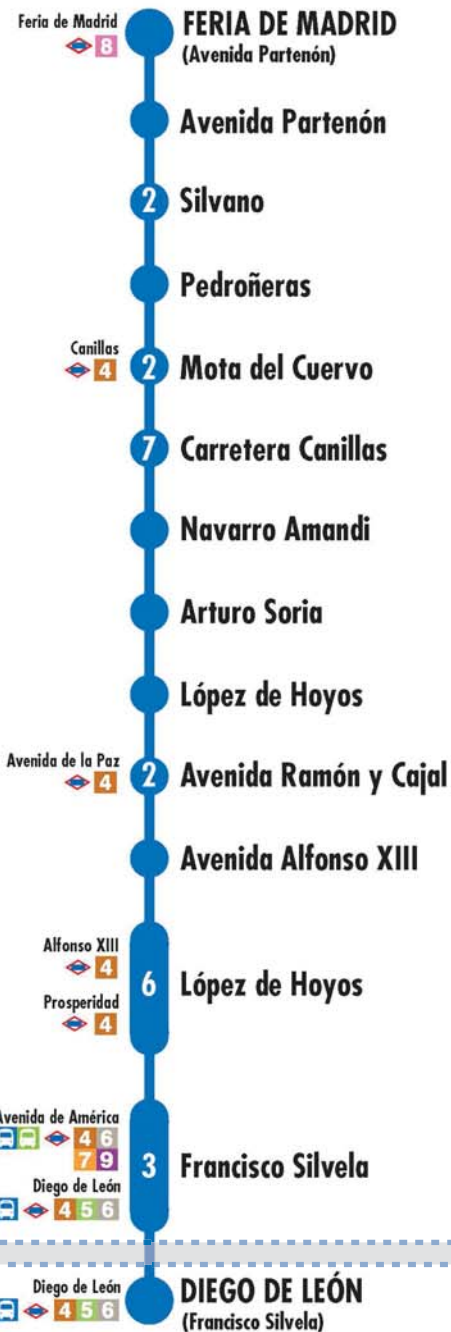 Feria de Madrid
8
FERIA DE MADRID
(Avenida Partenón)
Avenida Partenón
2 Silvano
Pedroñeras
Canillas
4
2 Mota del Cuervo
7 Carretera Canillas
Navarro Amandi
Arturo Soria
López de Hoyos
Avenida de la Paz
4
2 Avenida Ramón y Cajal
Avenida Alfonso XIII
Alfonso XIII
4
Prosperidad
4
6 López de Hoyos
Avenida de América
4 6
7 9
Diego de León
4 5 6
3 Francisco Silvela
Diego de León
4 5 6
DIEGO DE LEÓN
(Francisco Silvela)